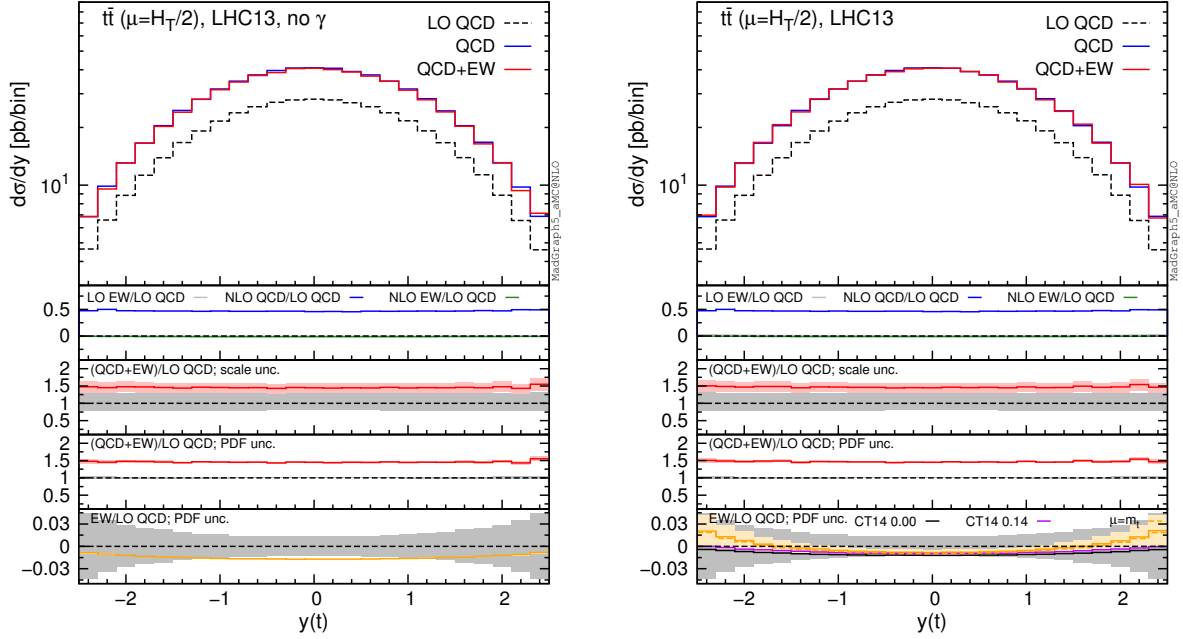 tt̄ (μ=H_T/2), LHC13, no γ
LO QCD
QCD
QCD+EW
dσ/dy [pb/bin]
10¹
MadGraph5_aMC@NLO
LO EW/LO QCD NLO QCD/LO QCD NLO EW/LO QCD
0.5
0
(QCD+EW)/LO QCD; scale unc.
2
1.5
1
0.5
(QCD+EW)/LO QCD; PDF unc.
2
1.5
1
0.5
EW/LO QCD; PDF unc.
0.03
0
−0.03
−2 −1 0 1 2
y(t)
tt̄ (μ=H_T/2), LHC13
LO QCD
QCD
QCD+EW
dσ/dy [pb/bin]
10¹
MadGraph5_aMC@NLO
LO EW/LO QCD NLO QCD/LO QCD NLO EW/LO QCD
0.5
0
(QCD+EW)/LO QCD; scale unc.
2
1.5
1
0.5
(QCD+EW)/LO QCD; PDF unc.
2
1.5
1
0.5
EW/LO QCD; PDF unc. CT14 0.00 CT14 0.14 μ=m_t
0.03
0
−0.03
−2 −1 0 1 2
y(t)